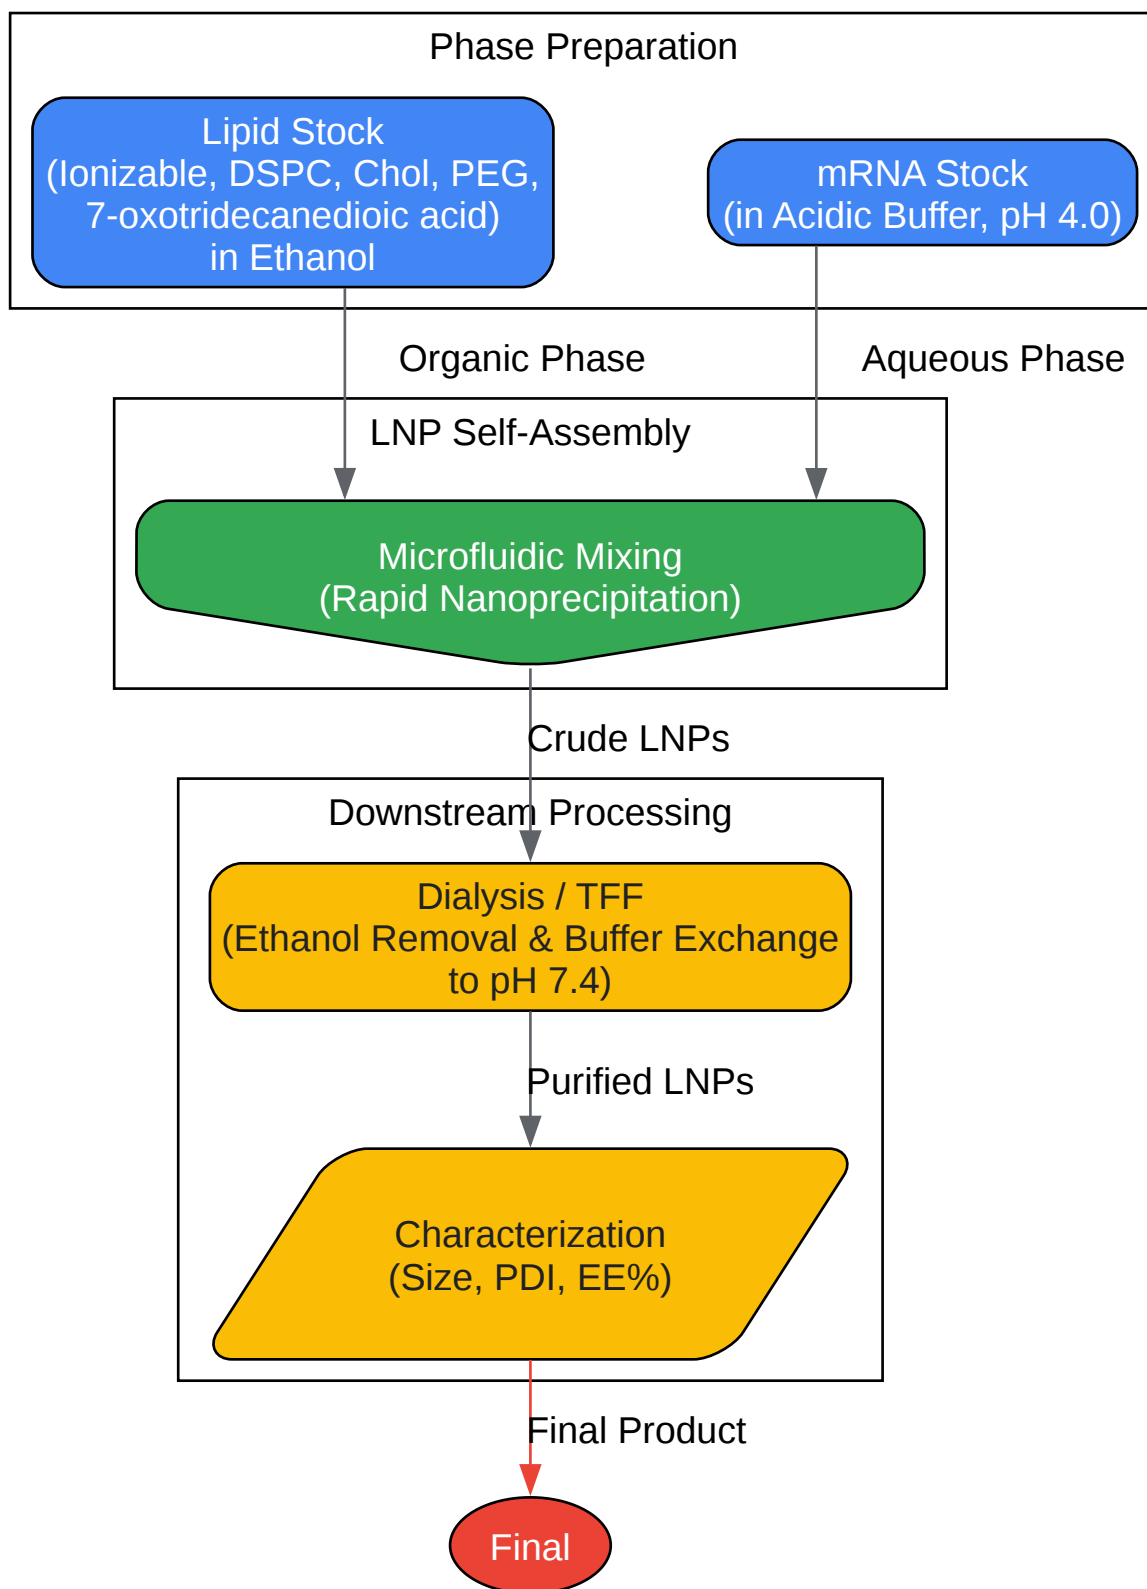 Phase Preparation
Lipid Stock
(Ionizable, DSPC, Chol, PEG,
7-oxotridecanedioic acid)
in Ethanol
mRNA Stock
(in Acidic Buffer, pH 4.0)
Organic Phase
Aqueous Phase
LNP Self-Assembly
Microfluidic Mixing
(Rapid Nanoprecipitation)
Crude LNPs
Downstream Processing
Dialysis / TFF
(Ethanol Removal & Buffer Exchange
to pH 7.4)
Purified LNPs
Characterization
(Size, PDI, EE%)
Final Product
Final